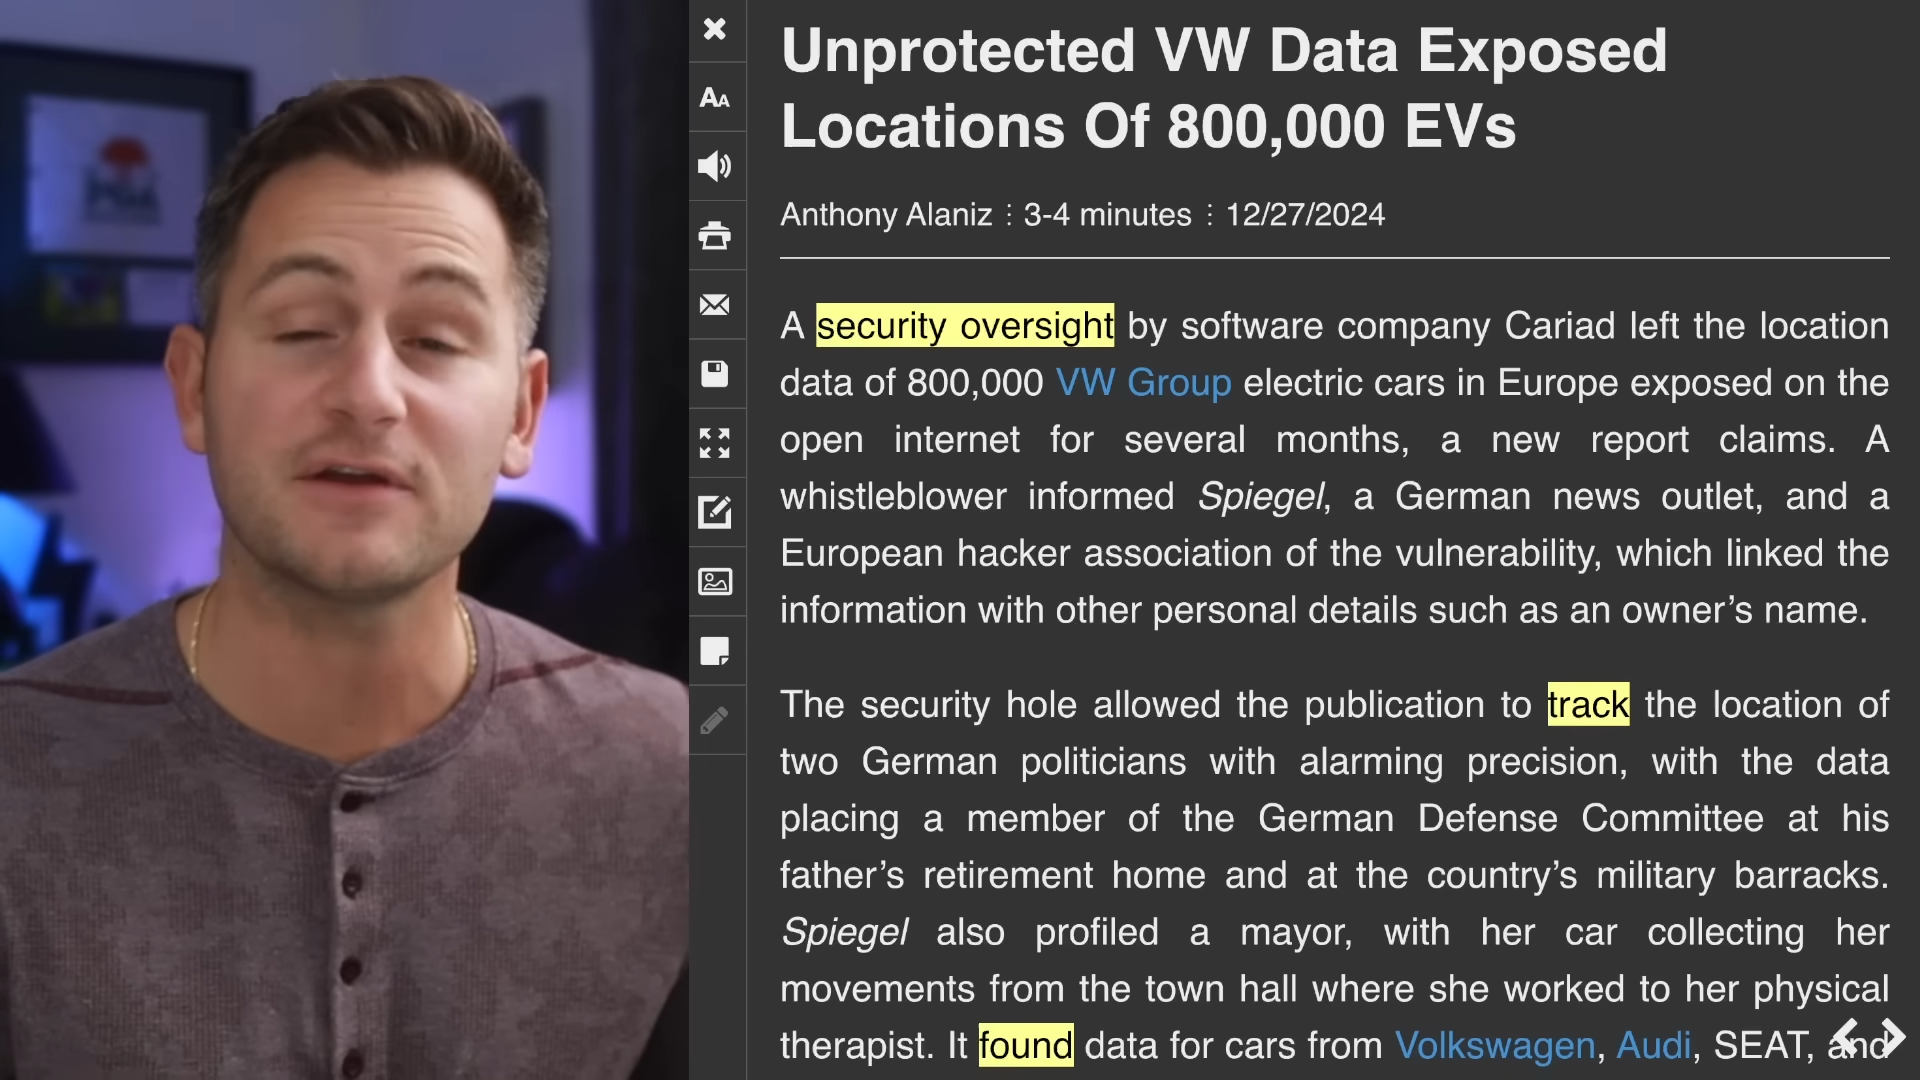 Unprotected VW Data Exposed
Locations Of 800,000 EVs
Anthony Alaniz ⋮ 3-4 minutes ⋮ 12/27/2024
A security oversight by software company Cariad left the location
data of 800,000 VW Group electric cars in Europe exposed on the
open internet for several months, a new report claims. A
whistleblower informed Spiegel, a German news outlet, and a
European hacker association of the vulnerability, which linked the
information with other personal details such as an owner’s name.
The security hole allowed the publication to track the location of
two German politicians with alarming precision, with the data
placing a member of the German Defense Committee at his
father’s retirement home and at the country’s military barracks.
Spiegel also profiled a mayor, with her car collecting her
movements from the town hall where she worked to her physical
therapist. It found data for cars from Volkswagen, Audi, SEAT, and
AA